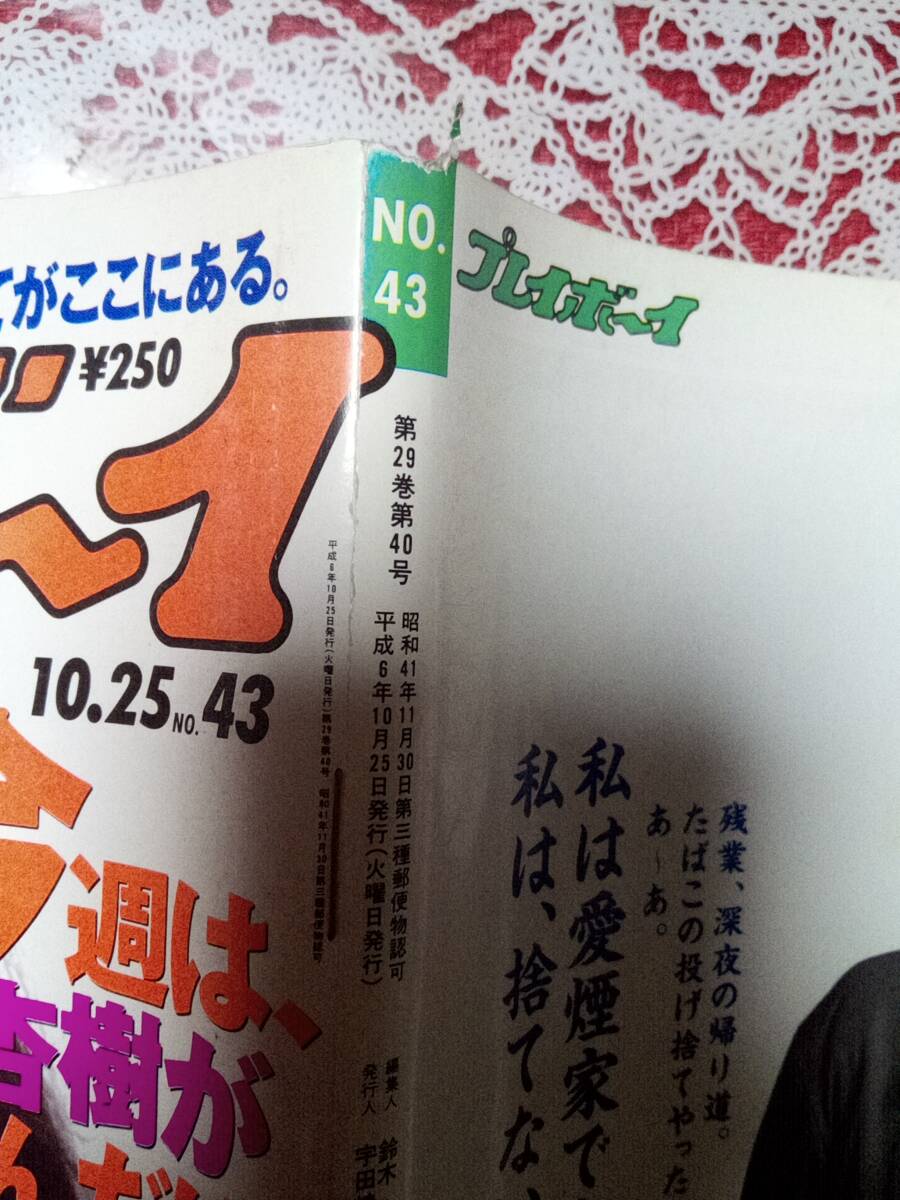 てがここにある。
¥250
ーイ
10.25 NO. 43
今週は、
杏樹が
平成6年10月25日発行(火曜日発行)第29巻第40号 昭和41年11月30日第三種郵便物認可
NO.
43
第29巻第40号
昭和41年11月30日第三種郵便物認可
平成6年10月25日発行(火曜日発行)
編集人 鈴木
発行人 宇田
プレイボーイ
残業、深夜の帰り道。
たばこの投げ捨てやった
あ〜あ。
私は愛煙家で
私は、捨てな